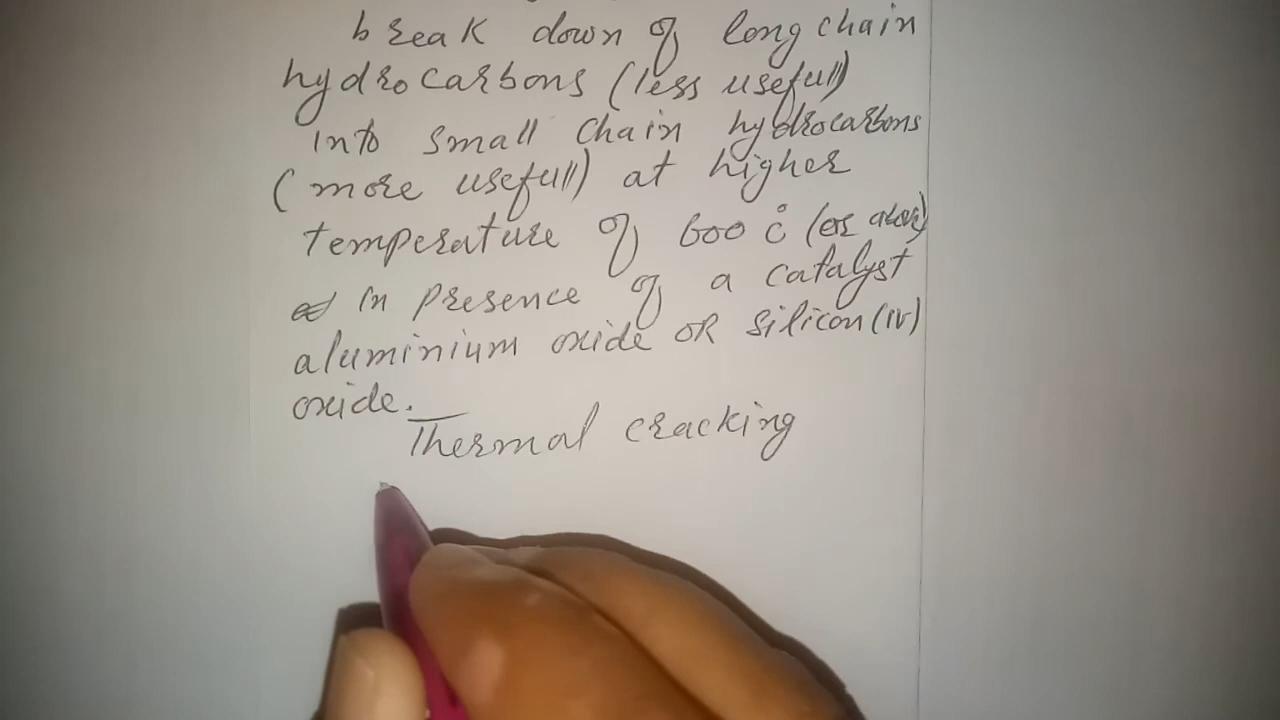 break down of long chain
hydrocarbons (less usefull)
into small chain hydrocarbons
(more usefull) at higher
temperature of 600°C (or above)
in presence of a catalyst
aluminium oxide OR silicon(iv)
oxide.
Thermal cracking